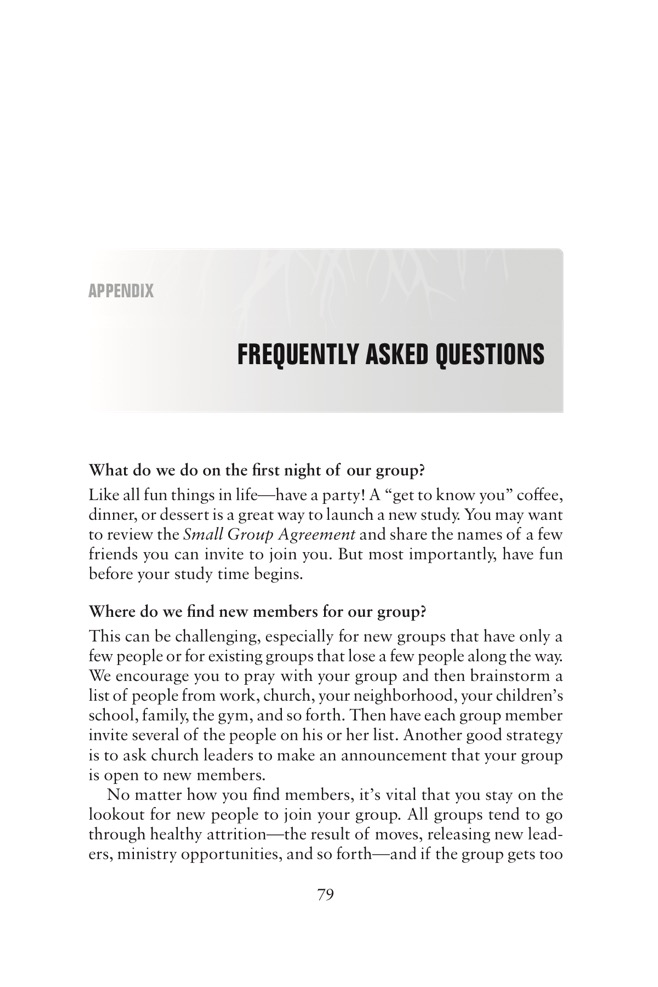 APPENDIX
FREQUENTLY ASKED QUESTIONS
What do we do on the first night of our group?
Like all fun things in life—have a party! A “get to know you” coffee,
dinner, or dessert is a great way to launch a new study. You may want
to review the Small Group Agreement and share the names of a few
friends you can invite to join you. But most importantly, have fun
before your study time begins.
Where do we find new members for our group?
This can be challenging, especially for new groups that have only a
few people or for existing groups that lose a few people along the way.
We encourage you to pray with your group and then brainstorm a
list of people from work, church, your neighborhood, your children’s
school, family, the gym, and so forth. Then have each group member
invite several of the people on his or her list. Another good strategy
is to ask church leaders to make an announcement that your group
is open to new members.
No matter how you find members, it’s vital that you stay on the
lookout for new people to join your group. All groups tend to go
through healthy attrition—the result of moves, releasing new lead-
ers, ministry opportunities, and so forth—and if the group gets too
79